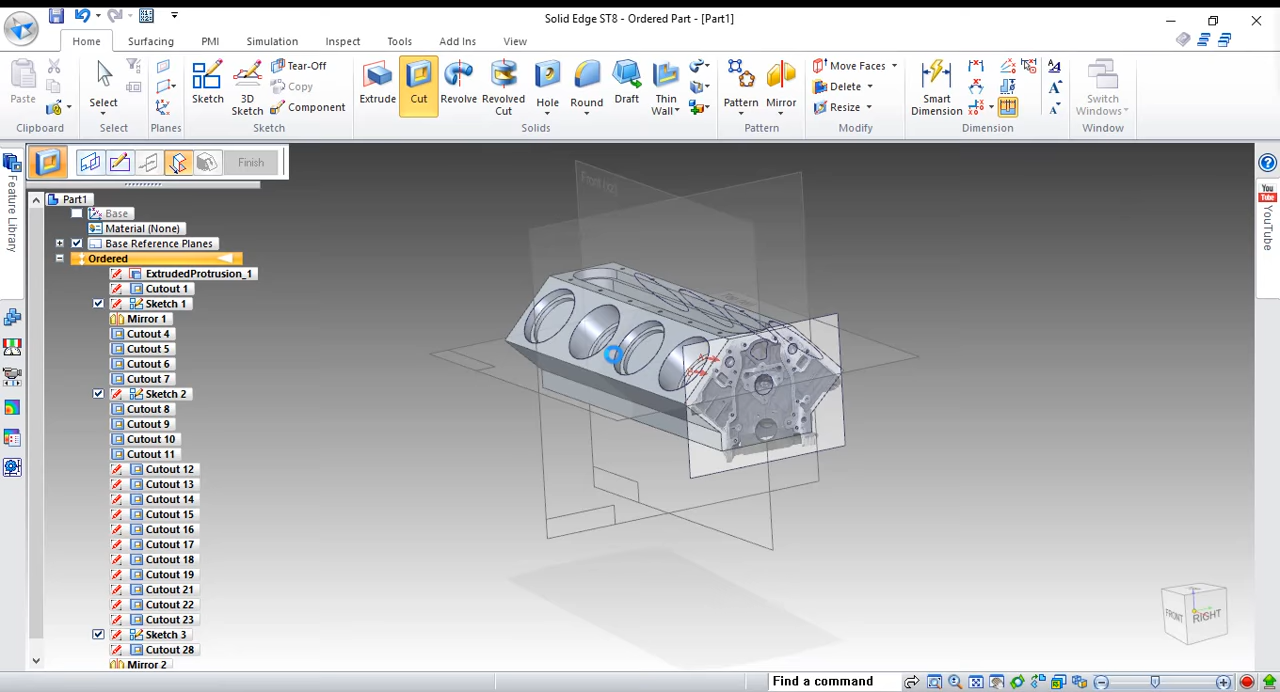 Solid Edge ST8 - Ordered Part - [Part1]
Home Surfacing PMI Simulation Inspect Tools Add Ins View
Paste
Clipboard
Select
Select
Planes
Sketch
3D Sketch
Tear-Off
Copy
Component
Sketch
Extrude
Cut
Revolve
Revolved Cut
Hole
Round
Draft
Thin Wall
Solids
Pattern
Mirror
Pattern
Move Faces
Delete
Resize
Modify
Smart Dimension
Dimension
Switch Windows
Window
Finish
Feature Library
YouTube
Part1
Base
Material (None)
Base Reference Planes
Ordered
ExtrudedProtrusion_1
Cutout 1
Sketch 1
Mirror 1
Cutout 4
Cutout 5
Cutout 6
Cutout 7
Sketch 2
Cutout 8
Cutout 9
Cutout 10
Cutout 11
Cutout 12
Cutout 13
Cutout 14
Cutout 15
Cutout 16
Cutout 17
Cutout 18
Cutout 19
Cutout 21
Cutout 22
Cutout 23
Sketch 3
Cutout 28
Mirror 2
FRONT
RIGHT
Find a command